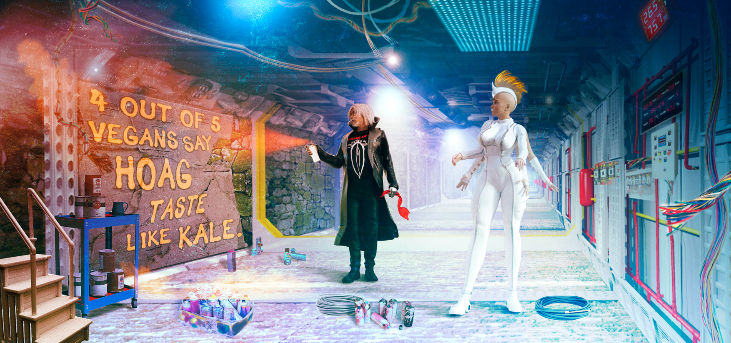 4 OUT OF 5
VEGANS SAY
HOAG
TASTE
LIKE KALE